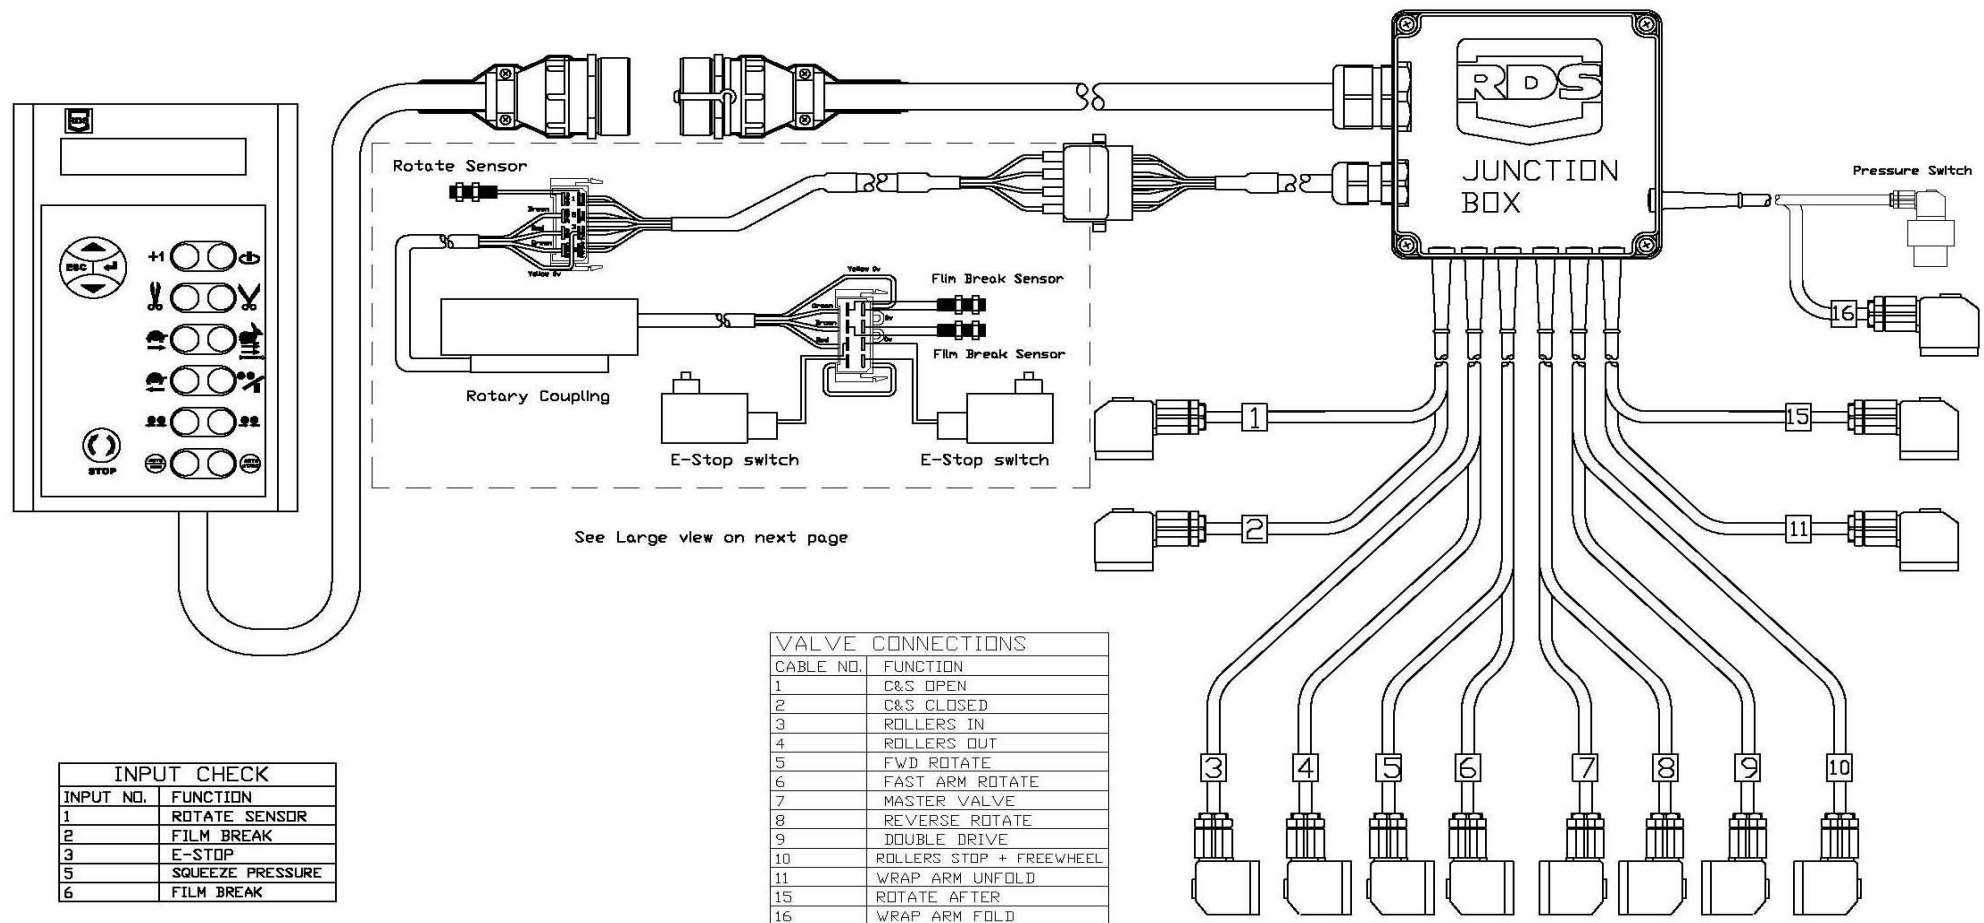 RDS
JUNCTION
BOX
Pressure Switch
16
Rotate Sensor
Brown
Red
Green
Yellow 0v
Yellow 0v
Green
Brown
Red
0v
0v
Flim Break Sensor
Film Break Sensor
Rotary Coupling
E-Stop switch
E-Stop switch
See Large view on next page
RDS
+1
ESC
STOP
1
2
15
11
3
4
5
6
7
8
9
10
INPUT CHECK
INPUT NO. FUNCTION
1 ROTATE SENSOR
2 FILM BREAK
3 E-STOP
5 SQUEEZE PRESSURE
6 FILM BREAK
VALVE CONNECTIONS
CABLE NO. FUNCTION
1 C&S OPEN
2 C&S CLOSED
3 ROLLERS IN
4 ROLLERS OUT
5 FWD ROTATE
6 FAST ARM ROTATE
7 MASTER VALVE
8 REVERSE ROTATE
9 DOUBLE DRIVE
10 ROLLERS STOP + FREEWHEEL
11 WRAP ARM UNFOLD
15 ROTATE AFTER
16 WRAP ARM FOLD